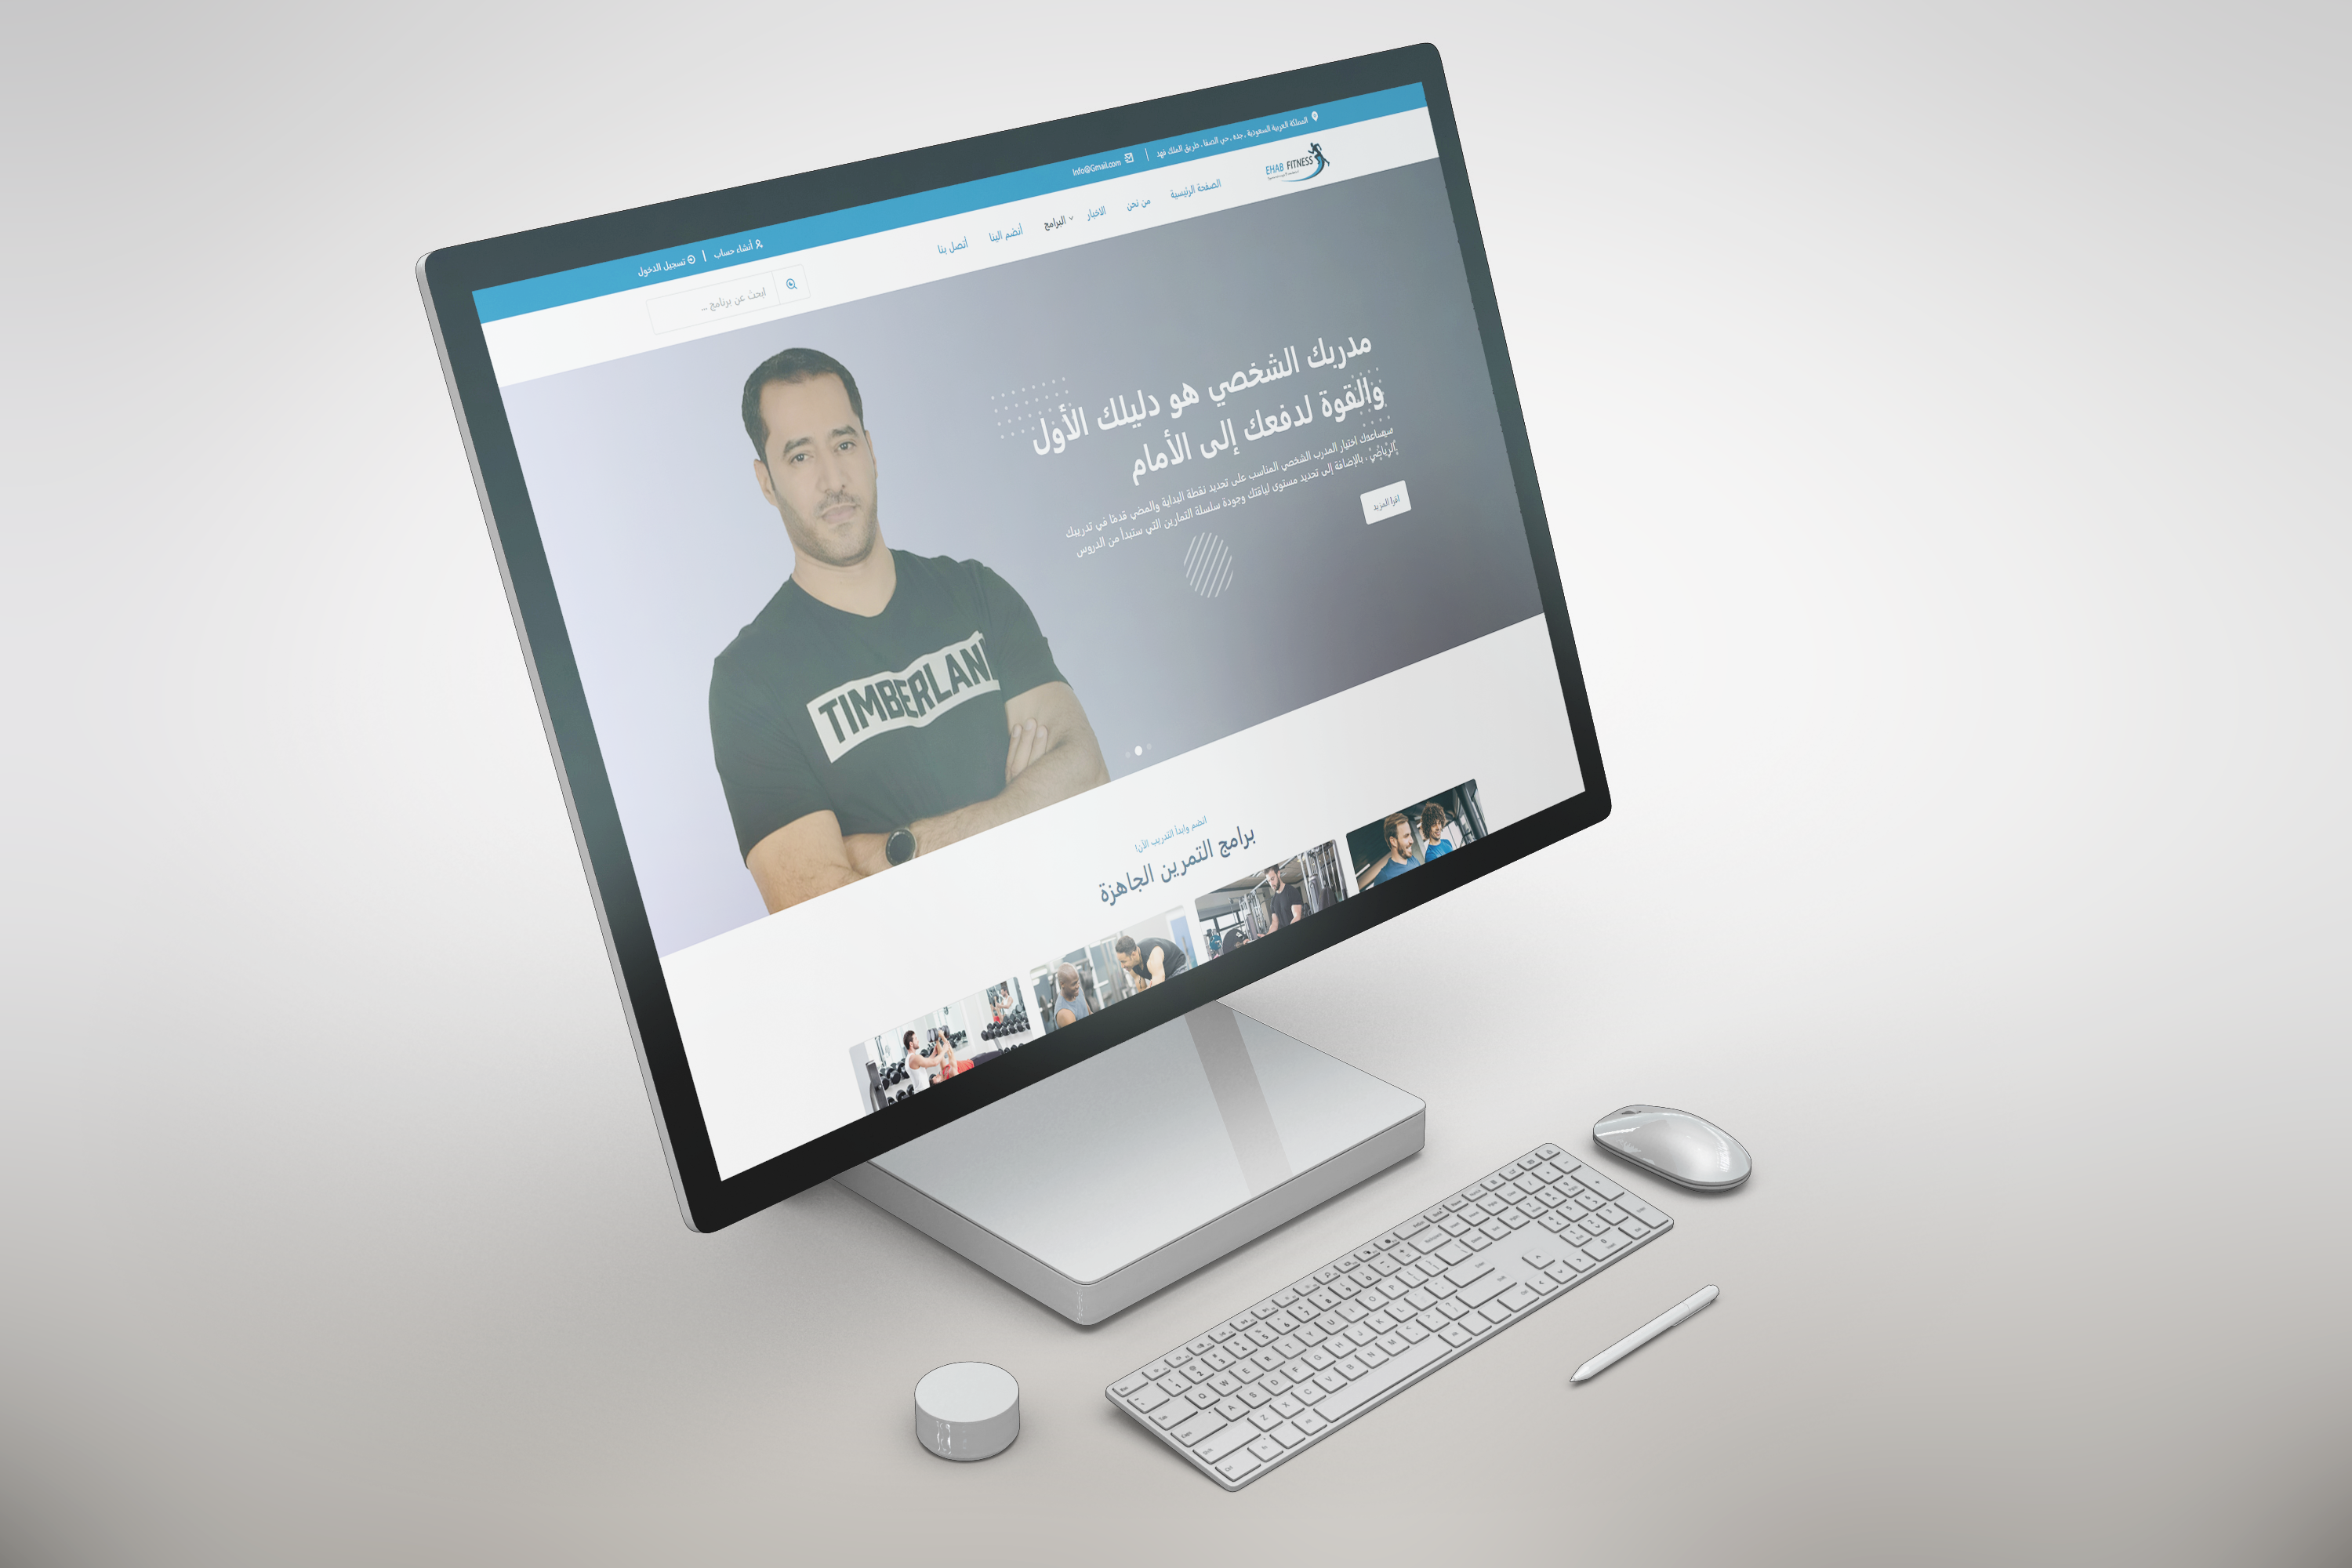 المملكة العربية السعودية ، جده ، حي الصفا ، طريق الملك فهد
Info@Gmail.com
أنشاء حساب
تسجيل الدخول
EHAB FITNESS
الصفحة الرئيسية
من نحن
الاخبار
البرامج
أنضم الينا
أتصل بنا
ابحث عن برنامج ...
مدربك الشخصي هو دليلك الأول
والقوة لدفعك إلى الأمام
سيساعدك اختيار المدرب الشخصي المناسب على تحديد نقطة البداية والمضي قدمًا في تدريبك
الرياضي ، بالإضافة إلى تحديد مستوى لياقتك وجودة سلسلة التمارين التي ستبدأ من الدروس
اقرا المزيد
TIMBERLAN
انضم وابدأ التدريب الآن!
برامج التمرين الجاهزة